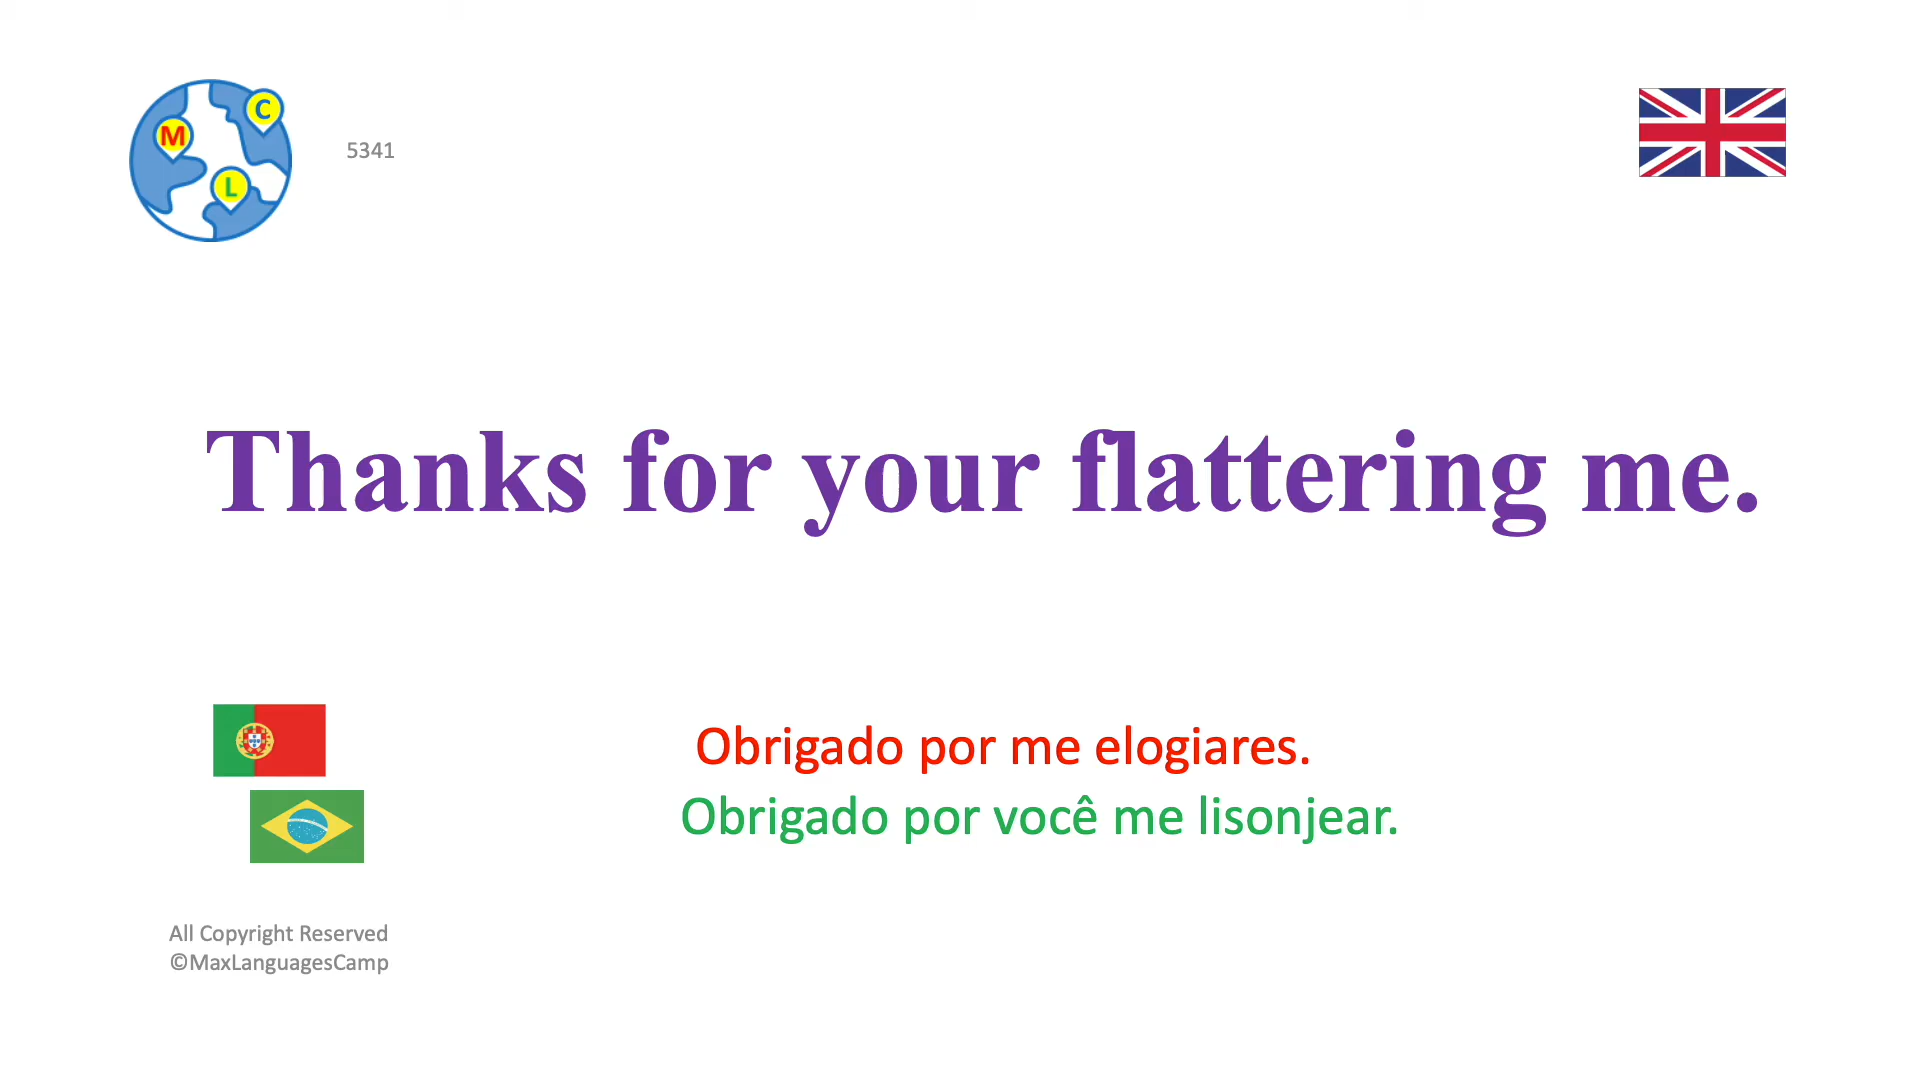 M
C
L
5341
Thanks for your flattering me.
Obrigado por me elogiares.
Obrigado por você me lisonjear.
All Copyright Reserved
©MaxLanguagesCamp